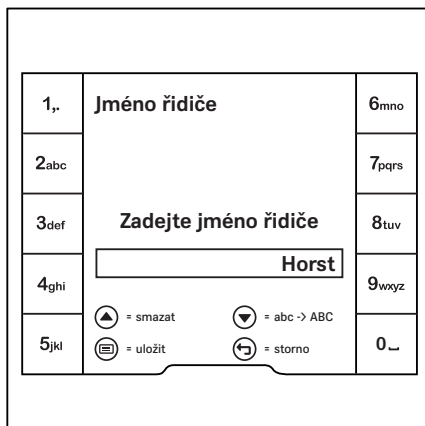 1,.
2abc
3def
4ghi
5jkl
Jméno řidiče
Zadejte jméno řidiče
Horst
= smazat
= abc -> ABC
= uložit
= storno
6mno
7pqrs
8tuv
9wxyz
0_